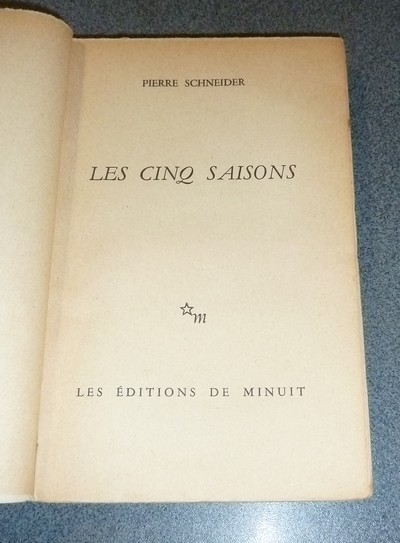 PIERRE SCHNEIDER
LES CINQ SAISONS
m
LES ÉDITIONS DE MINUIT